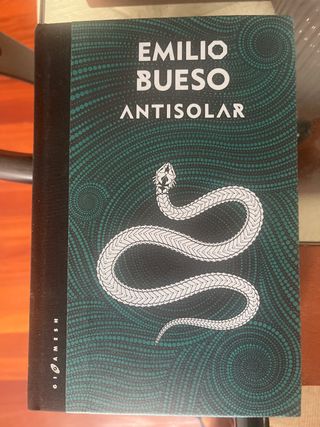 EMILIO
BUESO
ANTISOLAR
GIGAMESH